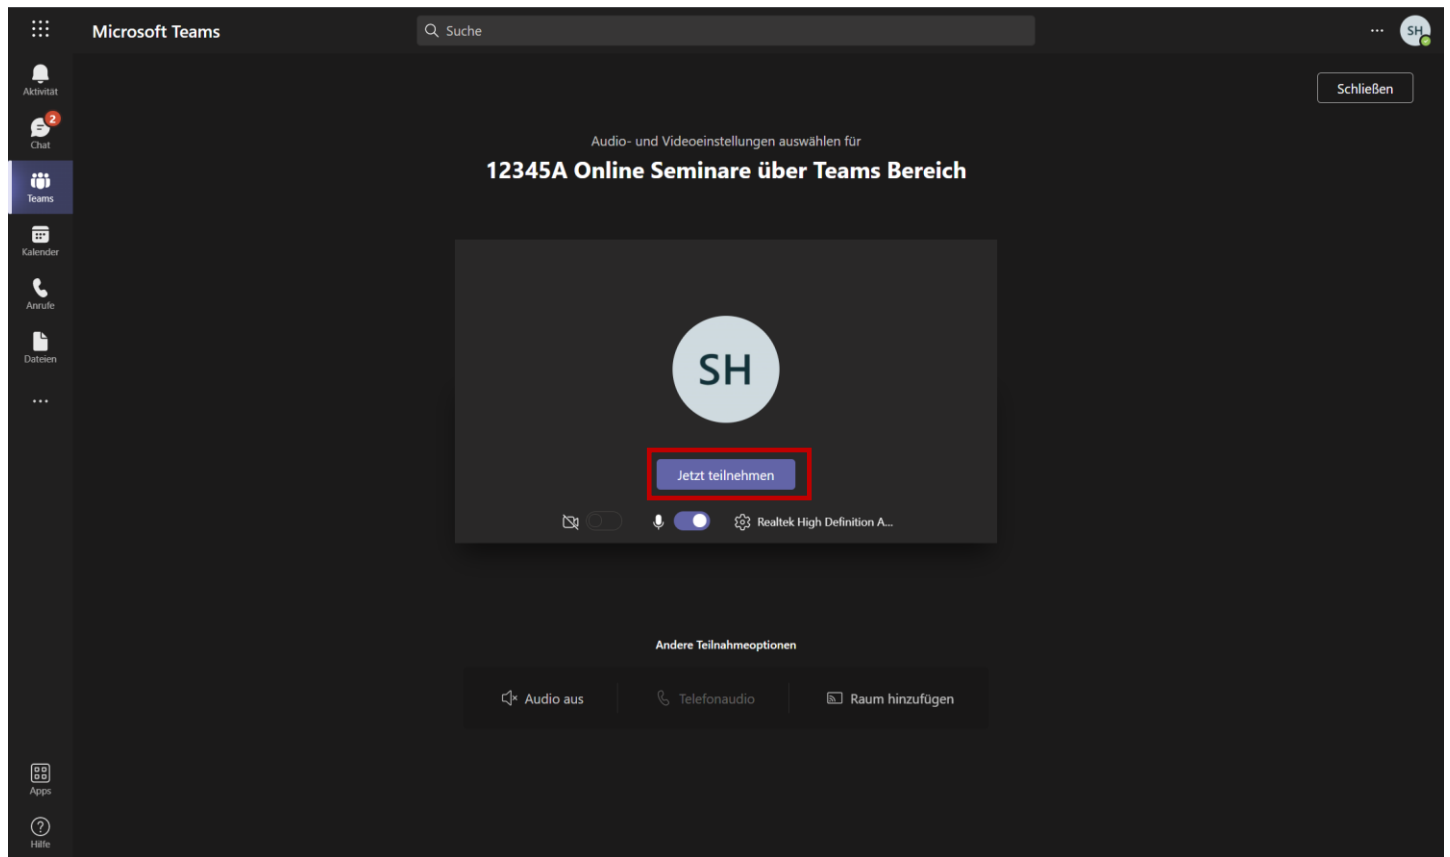 Microsoft Teams
Suche
SH
Aktivität
Schließen
2
Chat
Audio- und Videoeinstellungen auswählen für
12345A Online Seminare über Teams Bereich
Teams
Kalender
Anrufe
Dateien
SH
Jetzt teilnehmen
Realtek High Definition A...
Andere Teilnahmeoptionen
Audio aus
Telefonaudio
Raum hinzufügen
Apps
Hilfe